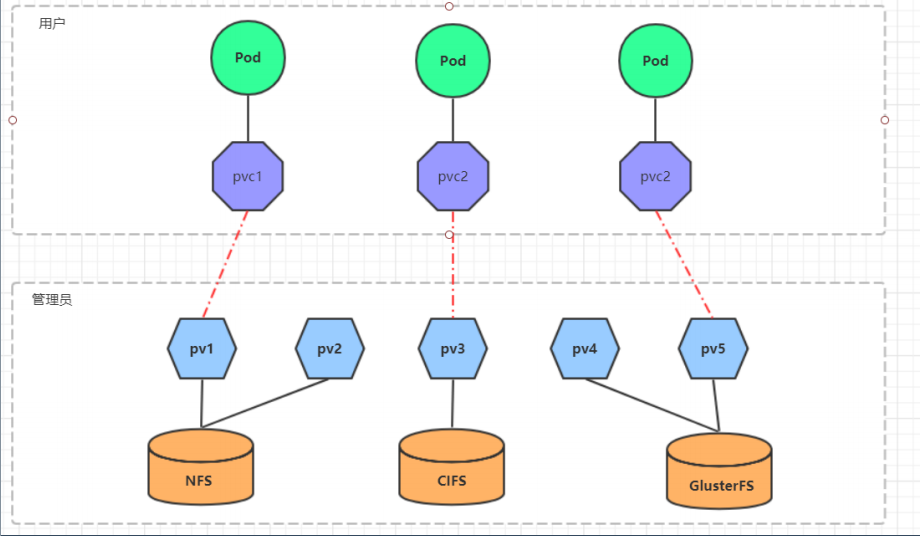 用户
Pod
Pod
Pod
pvc1
pvc2
pvc2
管理员
pv1
pv2
pv3
pv4
pv5
NFS
CIFS
GlusterFS